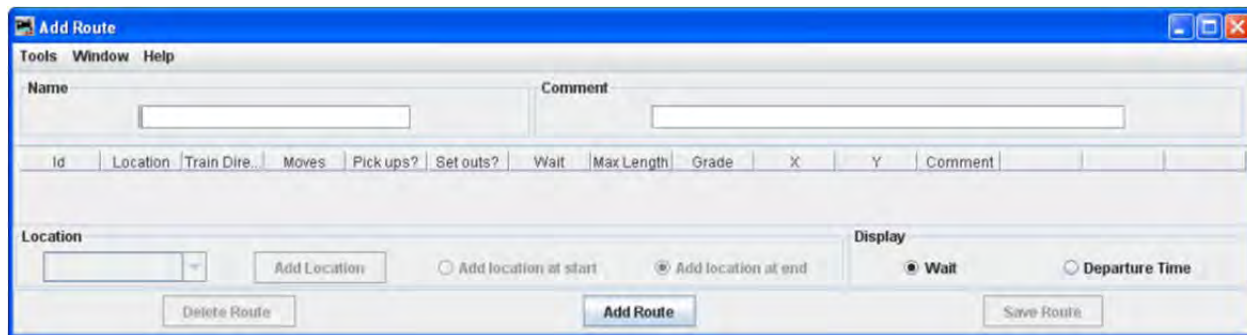 Add Route
Tools Window Help
Name Comment
Id Location Train Dire... Moves Pick ups? Set outs? Wait Max Length Grade X Y Comment
Location Display
Add Location Add location at start Add location at end Wait Departure Time
Delete Route Add Route Save Route